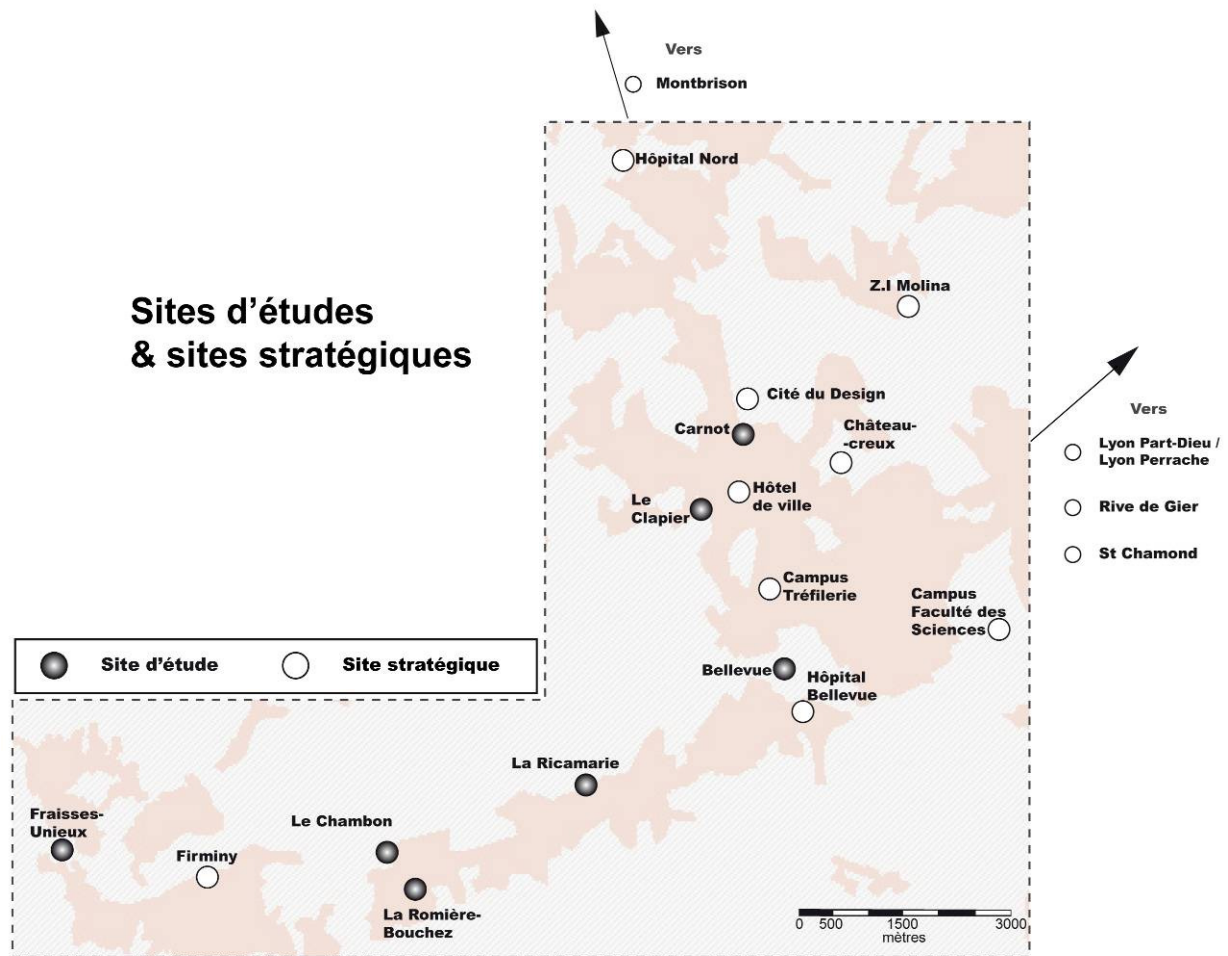 Vers
Montbrison
Hôpital Nord
Z.I Molina
Sites d'études
& sites stratégiques
Cité du Design
Carnot
Château-
-creux
Vers
Lyon Part-Dieu /
Lyon Perrache
Rive de Gier
St Chamond
Hôtel
de ville
Le
Clapier
Campus
Tréfilerie
Campus
Faculté des
Sciences
Site d'étude
Site stratégique
Bellevue
Hôpital
Bellevue
La Ricamarie
Fraisses-
Unieux
Le Chambon
Firminy
La Romière-
Bouchez
0 500 1500 3000
mètres